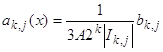 a_{k,j}(x) = \frac{1}{3A2^k |I_{k,j}|} b_{k,j}